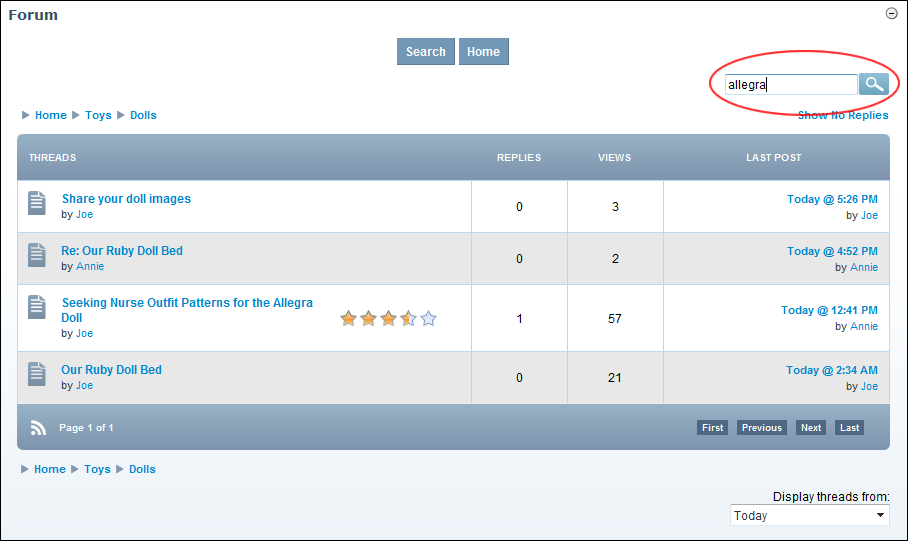 Forum
Search Home
allegra
Home Toys Dolls
Show No Replies
THREADS REPLIES VIEWS LAST POST
Share your doll images
by Joe
0
3
Today @ 5:26 PM
by Joe
Re: Our Ruby Doll Bed
by Annie
0
2
Today @ 4:52 PM
by Annie
Seeking Nurse Outfit Patterns for the Allegra
Doll
by Joe
1
57
Today @ 12:41 PM
by Annie
Our Ruby Doll Bed
by Joe
0
21
Today @ 2:34 AM
by Joe
Page 1 of 1
First Previous Next Last
Home Toys Dolls
Display threads from:
Today